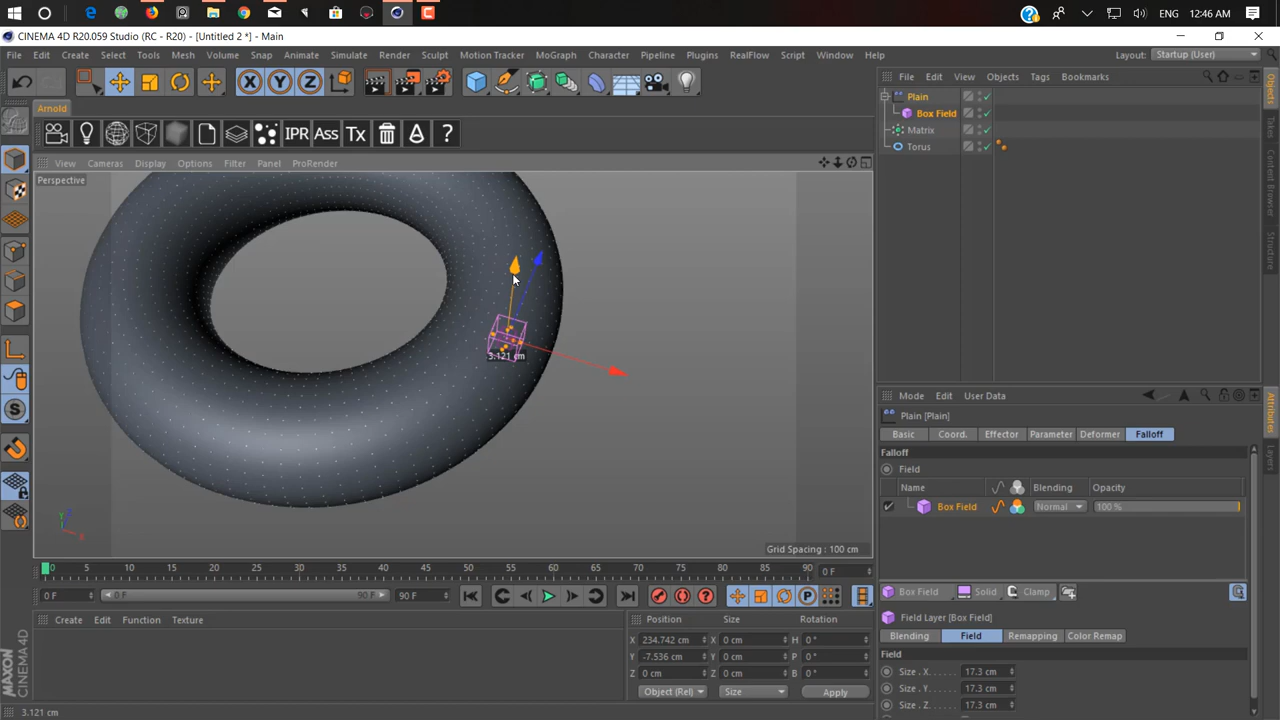 ENG 12:46 AM
CINEMA 4D R20.059 Studio (RC - R20) - [Untitled 2 *] - Main
File Edit Create Select Tools Mesh Volume Snap Animate Render Sculpt Motion Tracker MoGraph Character Pipeline Plugins RealFlow Script Window Help Layout: Startup (User)
File Edit View Objects Tags Bookmarks
Plain
Box Field
Matrix
Torus
Arnold
IPR Ass Tx ?
View Cameras Display Options Filter Panel ProRender
Perspective
3.121 cm
Grid Spacing : 100 cm
Mode Edit User Data
Plain [Plain]
Basic Coord. Effector Parameter Deformer Falloff
Falloff
Field
Name Blending Opacity
Box Field Normal 100 %
Box Field Solid Clamp
Field Layer [Box Field]
Blending Field Remapping Color Remap
Field
Size . X 17.3 cm
Size . Y 17.3 cm
Size . Z 17.3 cm
0 5 10 15 20 25 30 35 40 45 50 55 60 65 70 75 80 85 90 0 F
0 F 0 F 90 F 90 F
Create Edit Function Texture
Position Size Rotation
X 234.742 cm X 0 cm H 0 °
Y -7.536 cm Y 0 cm P 0 °
Z 0 cm Z 0 cm B 0 °
Object (Rel) Size Apply
MAXON CINEMA 4D
3.121 cm
Objects
Takes
Content Browser
Structure
Attributes
Layers